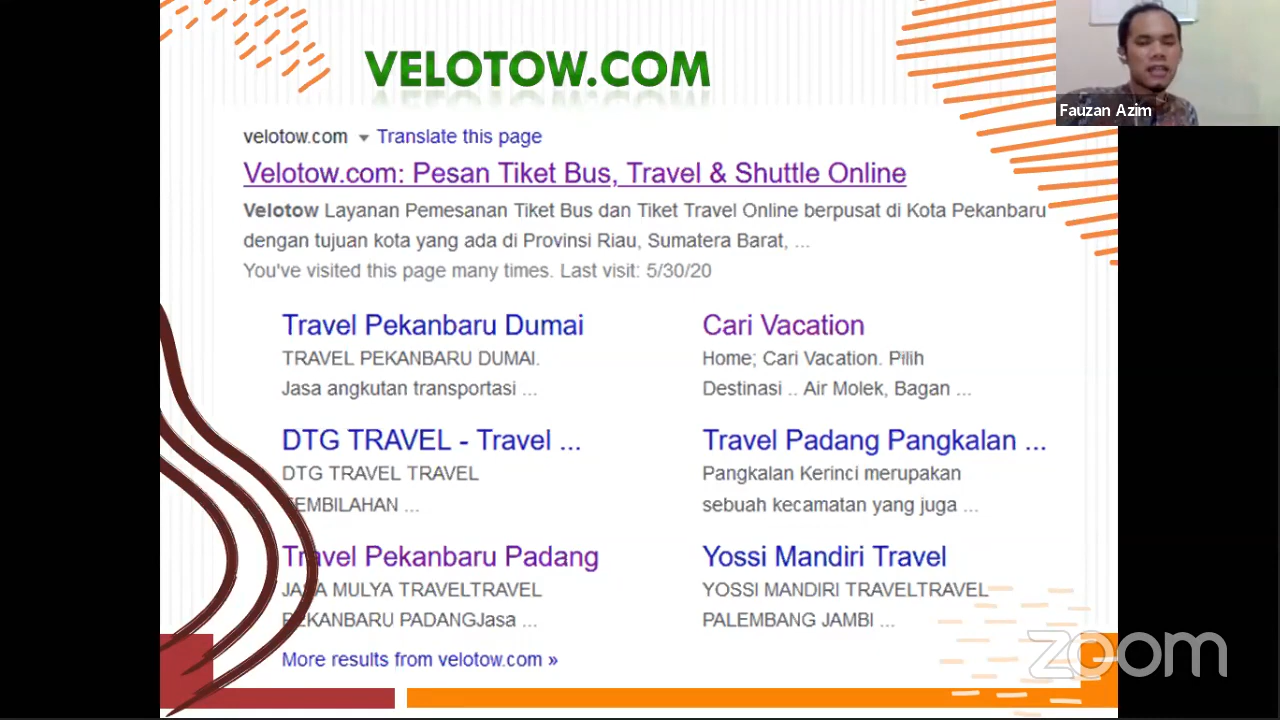 VELOTOW.COM
Fauzan Azim
velotow.com Translate this page
Velotow.com: Pesan Tiket Bus, Travel & Shuttle Online
Velotow Layanan Pemesanan Tiket Bus dan Tiket Travel Online berpusat di Kota Pekanbaru
dengan tujuan kota yang ada di Provinsi Riau, Sumatera Barat, ...
You've visited this page many times. Last visit: 5/30/20
Travel Pekanbaru Dumai
TRAVEL PEKANBARU DUMAI.
Jasa angkutan transportasi ...
Cari Vacation
Home; Cari Vacation. Pilih
Destinasi .. Air Molek, Bagan ...
DTG TRAVEL - Travel ...
DTG TRAVEL TRAVEL
TEMBILAHAN ...
Travel Padang Pangkalan ...
Pangkalan Kerinci merupakan
sebuah kecamatan yang juga ...
Travel Pekanbaru Padang
JASA MULYA TRAVELTRAVEL
PEKANBARU PADANGJasa ...
Yossi Mandiri Travel
YOSSI MANDIRI TRAVELTRAVEL
PALEMBANG JAMBI ...
More results from velotow.com »
zoom